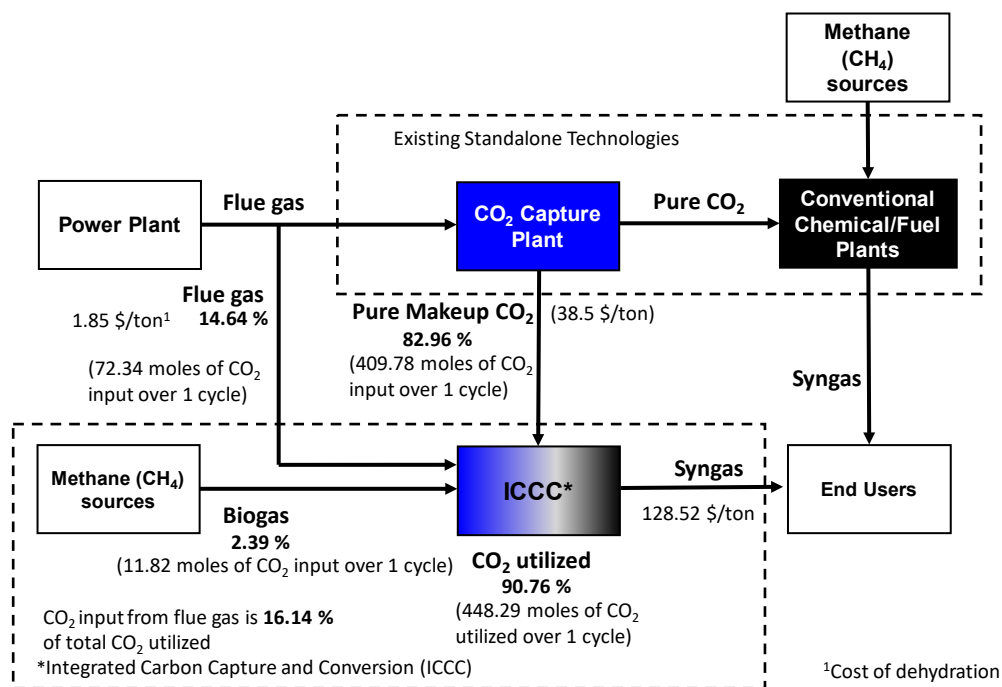 Methane
(CH₄)
sources
Existing Standalone Technologies
Power Plant
Flue gas
CO₂ Capture
Plant
Pure CO₂
Conventional
Chemical/Fuel
Plants
Flue gas
14.64 %
1.85 $/ton¹
(72.34 moles of CO₂
input over 1 cycle)
Pure Makeup CO₂
82.96 %
(409.78 moles of CO₂
input over 1 cycle)
(38.5 $/ton)
Syngas
Methane (CH₄)
sources
Biogas
2.39 %
(11.82 moles of CO₂ input over 1 cycle)
ICCC*
Syngas
128.52 $/ton
End Users
CO₂ utilized
90.76 %
(448.29 moles of CO₂
utilized over 1 cycle)
CO₂ input from flue gas is 16.14 %
of total CO₂ utilized
*Integrated Carbon Capture and Conversion (ICCC)
¹Cost of dehydration